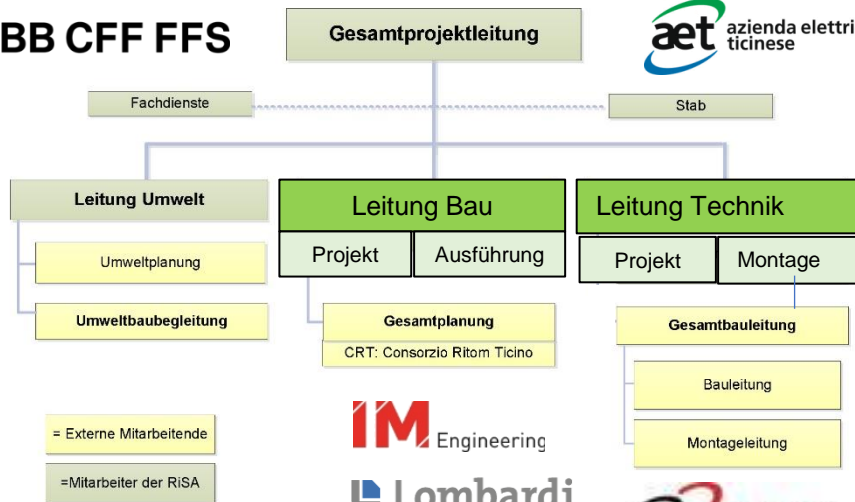 BB CFF FFS
Gesamtprojektleitung
aet azienda elettri
ticinese
Fachdienste
Stab
Leitung Umwelt
Leitung Bau
Leitung Technik
Projekt
Ausführung
Projekt
Montage
Umweltplanung
Umweltbaubegleitung
Gesamtplanung
CRT: Consorzio Ritom Ticino
Gesamtbauleitung
Bauleitung
Montageleitung
= Externe Mitarbeitende
=Mitarbeiter der RiSA
IM Engineering
Lombardi